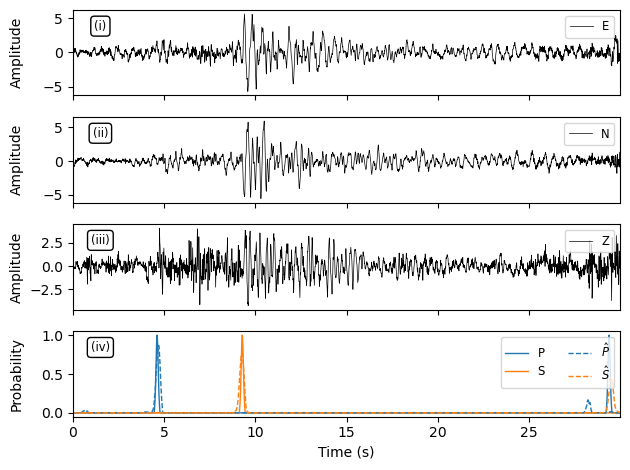 (i)
E
Amplitude
5
0
−5
(ii)
N
Amplitude
5
0
−5
(iii)
Z
Amplitude
2.5
0.0
−2.5
(iv)
P
S
P̂
Ŝ
Probability
1.0
0.5
0.0
0 5 10 15 20 25
Time (s)